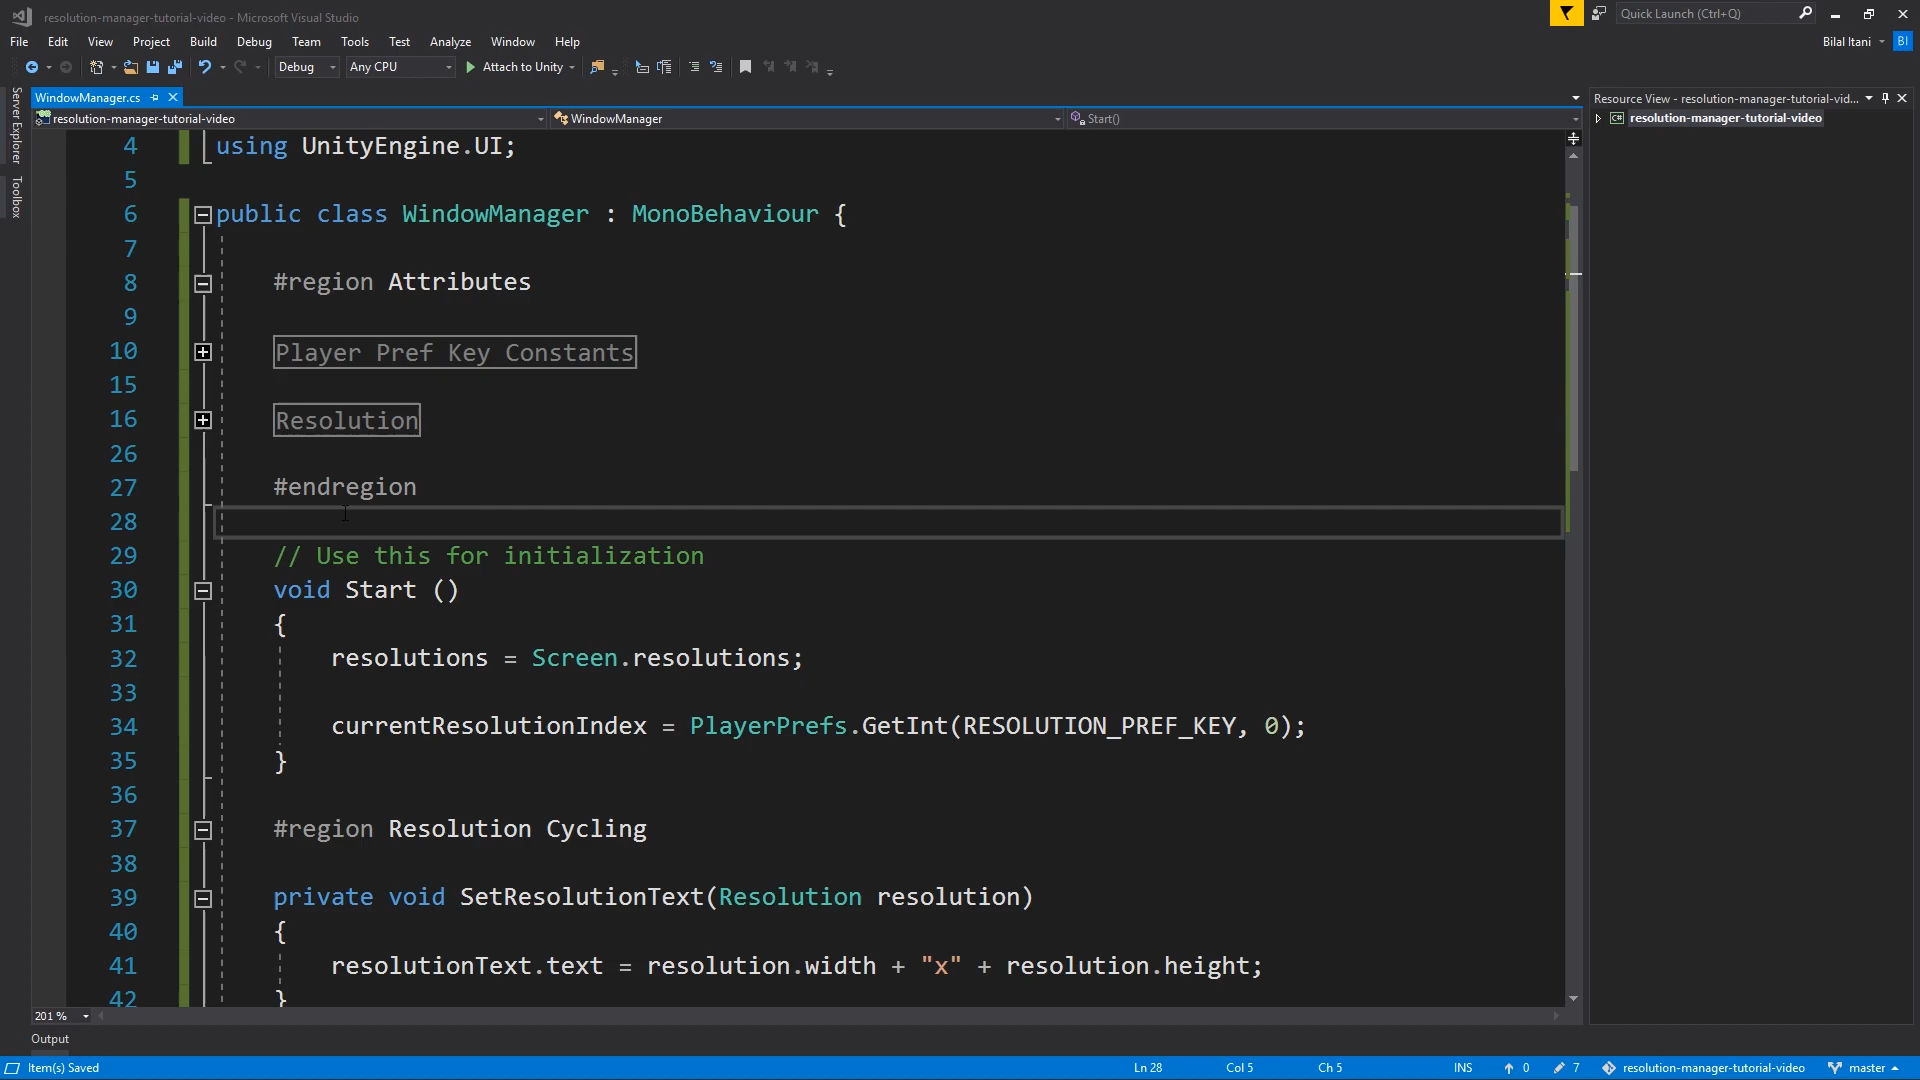 resolution-manager-tutorial-video - Microsoft Visual Studio
Quick Launch (Ctrl+Q)
File Edit View Project Build Debug Team Tools Test Analyze Window Help
Bilal Itani BI
Debug Any CPU Attach to Unity
Server Explorer
Toolbox
WindowManager.cs
resolution-manager-tutorial-video WindowManager Start()
Resource View - resolution-manager-tutorial-vid...
resolution-manager-tutorial-video
4 using UnityEngine.UI;
5
6 public class WindowManager : MonoBehaviour {
7
8 #region Attributes
9
10 Player Pref Key Constants
15
16 Resolution
26
27 #endregion
28
29 // Use this for initialization
30 void Start ()
31 {
32 resolutions = Screen.resolutions;
33
34 currentResolutionIndex = PlayerPrefs.GetInt(RESOLUTION_PREF_KEY, 0);
35 }
36
37 #region Resolution Cycling
38
39 private void SetResolutionText(Resolution resolution)
40 {
41 resolutionText.text = resolution.width + "x" + resolution.height;
42 }
201 %
Output
Item(s) Saved Ln 28 Col 5 Ch 5 INS 0 7 resolution-manager-tutorial-video master